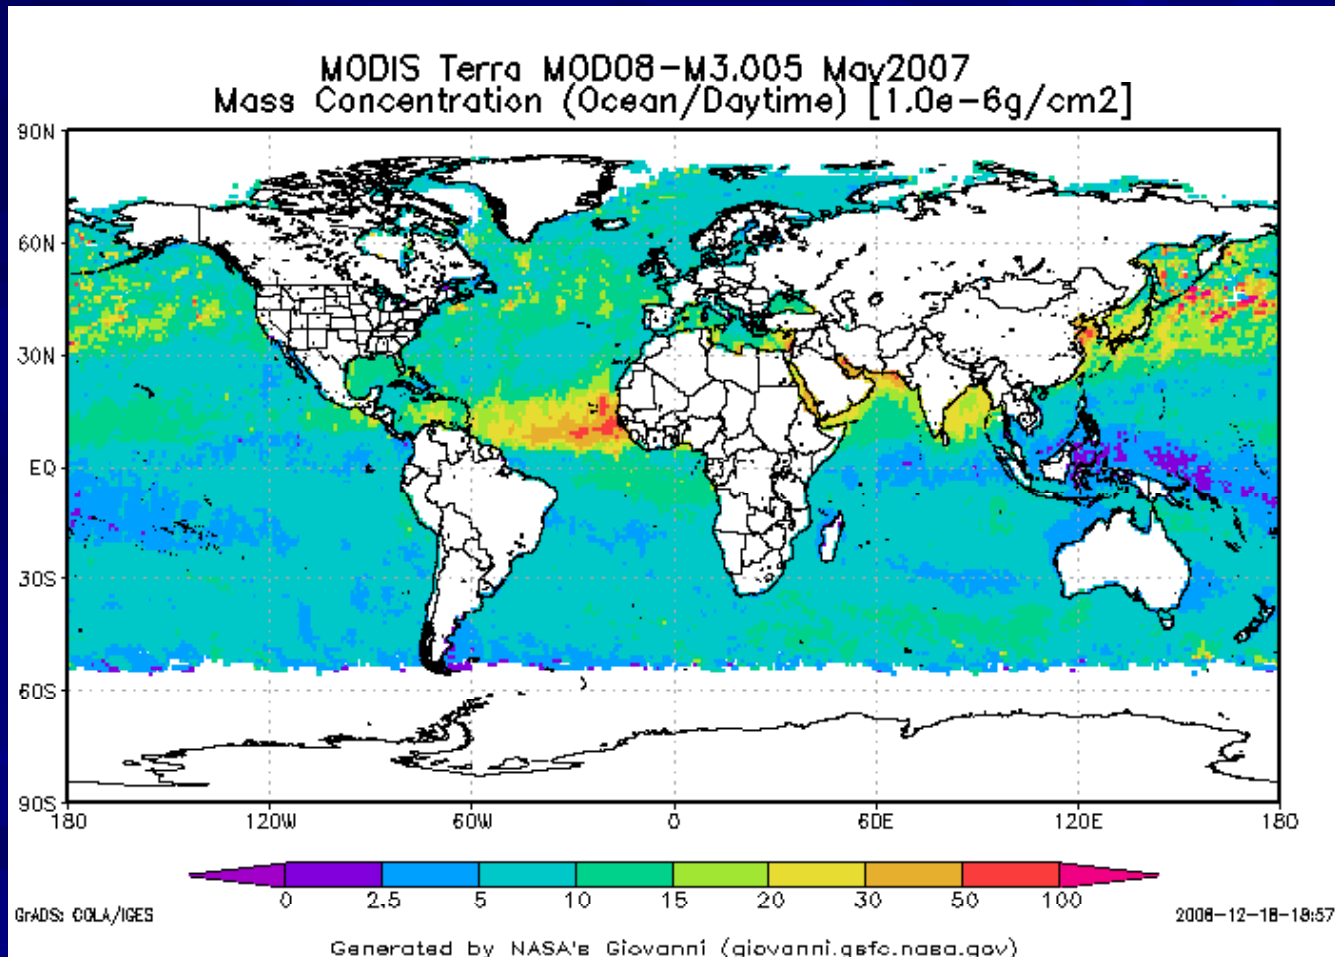 MODIS Terra MOD08-M3.005 May2007
Mass Concentration (Ocean/Daytime) [1.0e-6g/cm2]
90N
60N
30N
EQ
30S
60S
90S
180 120W 60W 0 60E 120E 180
0 2.5 5 10 15 20 30 50 100
GrADS: COLA/IGES
2008-12-18-18:57
Generated by NASA's Giovanni (giovanni.gsfc.nasa.gov)